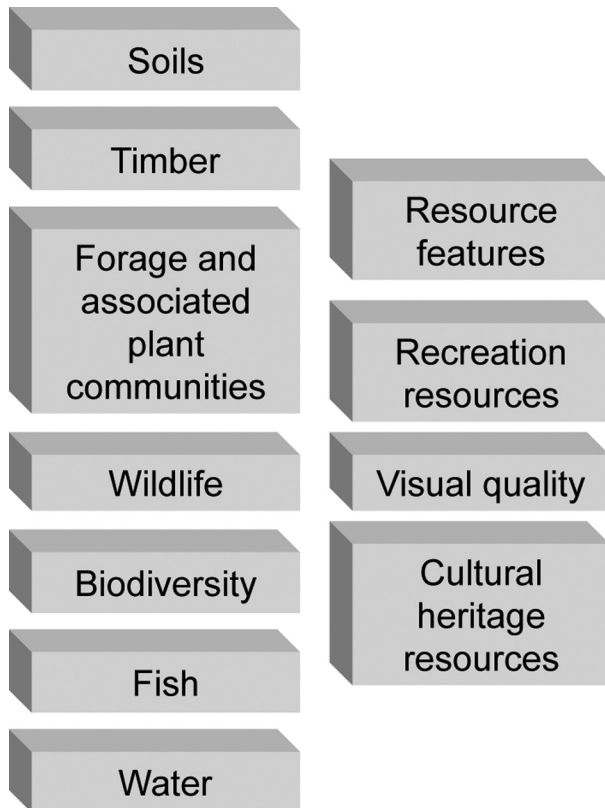 Soils
Timber
Forage and
associated
plant
communities
Wildlife
Biodiversity
Fish
Water
Resource
features
Recreation
resources
Visual quality
Cultural
heritage
resources